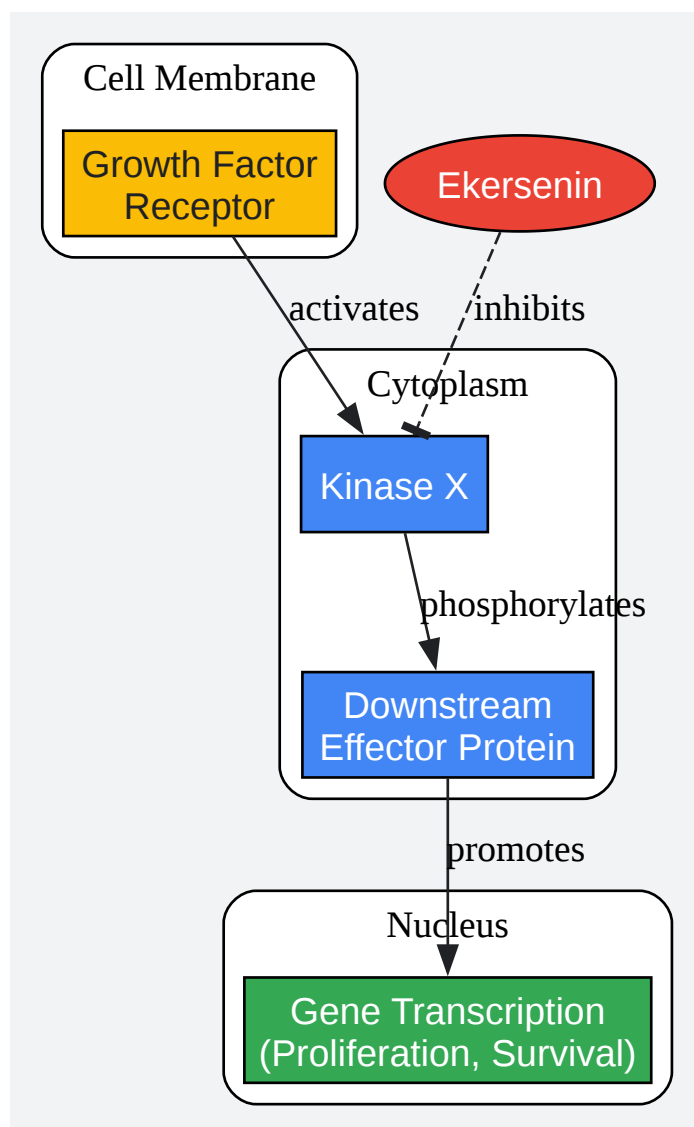 Cell Membrane
Growth Factor
Receptor
Ekersenin
activates
inhibits
Cytoplasm
Kinase X
phosphorylates
Downstream
Effector Protein
promotes
Nucleus
Gene Transcription
(Proliferation, Survival)